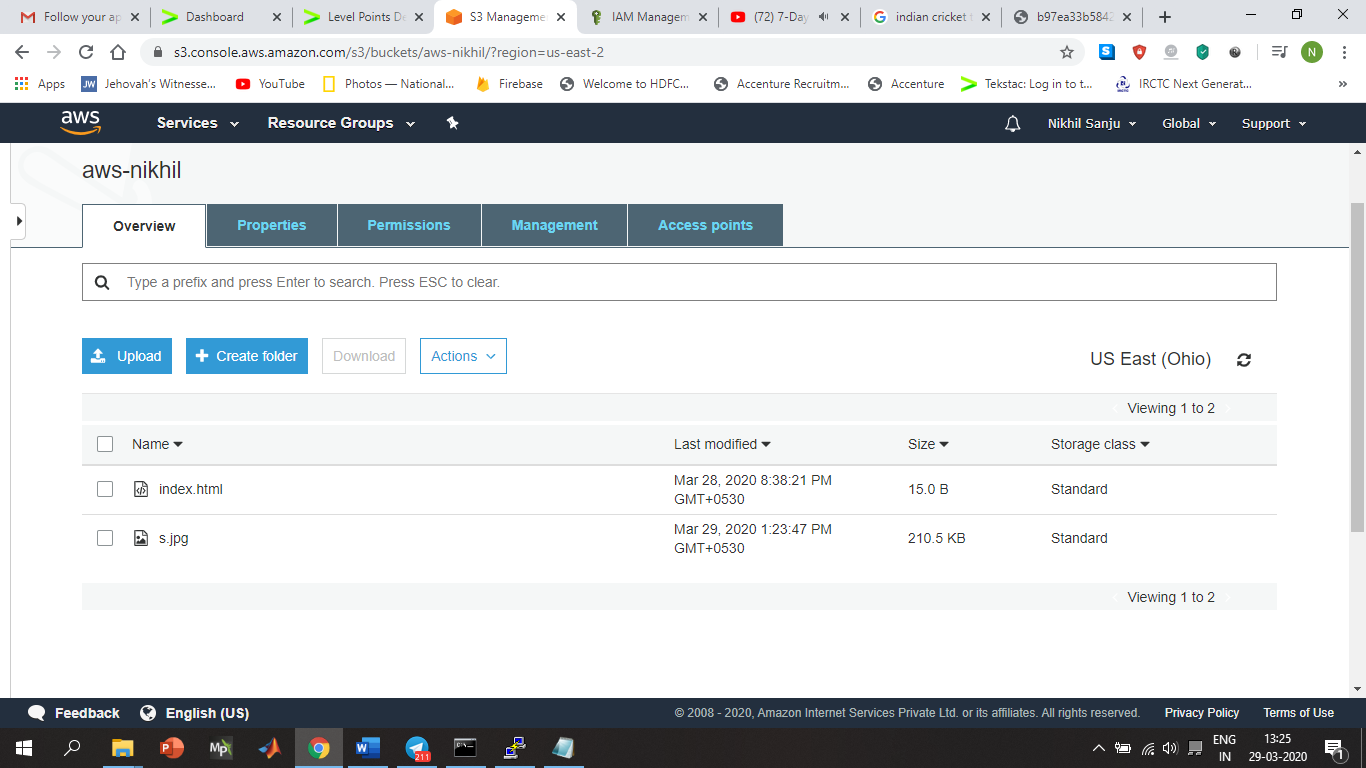 Follow your ap
Dashboard
Level Points De
S3 Manageme
IAM Managem
(72) 7-Day
indian cricket t
b97ea33b5842
s3.console.aws.amazon.com/s3/buckets/aws-nikhil/?region=us-east-2
N
Apps
JW
Jehovah's Witnesse...
YouTube
Photos — National...
Firebase
Welcome to HDFC...
Accenture Recruitm...
Accenture
Tekstac: Log in to t...
IRCTC Next Generat...
»
aws
Services
Resource Groups
Nikhil Sanju
Global
Support
aws-nikhil
Overview
Properties
Permissions
Management
Access points
Type a prefix and press Enter to search. Press ESC to clear.
Upload
Create folder
Download
Actions
US East (Ohio)
Viewing 1 to 2
Name
Last modified
Size
Storage class
index.html
Mar 28, 2020 8:38:21 PM
GMT+0530
15.0 B
Standard
s.jpg
Mar 29, 2020 1:23:47 PM
GMT+0530
210.5 KB
Standard
Viewing 1 to 2
Feedback
English (US)
© 2008 - 2020, Amazon Internet Services Private Ltd. or its affiliates. All rights reserved.
Privacy Policy
Terms of Use
211
ENG
IN
13:25
29-03-2020
1